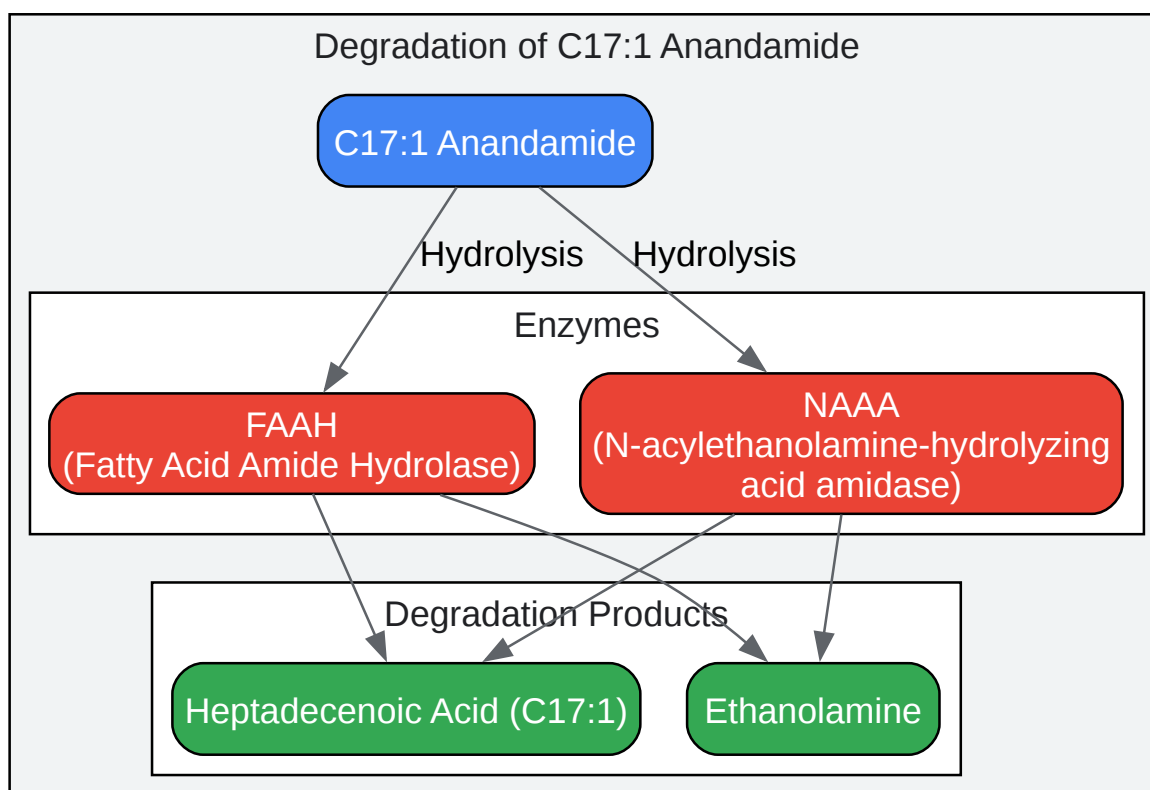 Degradation of C17:1 Anandamide
C17:1 Anandamide
Hydrolysis
Hydrolysis
Enzymes
FAAH
(Fatty Acid Amide Hydrolase)
NAAA
(N-acylethanolamine-hydrolyzing
acid amidase)
Degradation Products
Heptadecenoic Acid (C17:1)
Ethanolamine